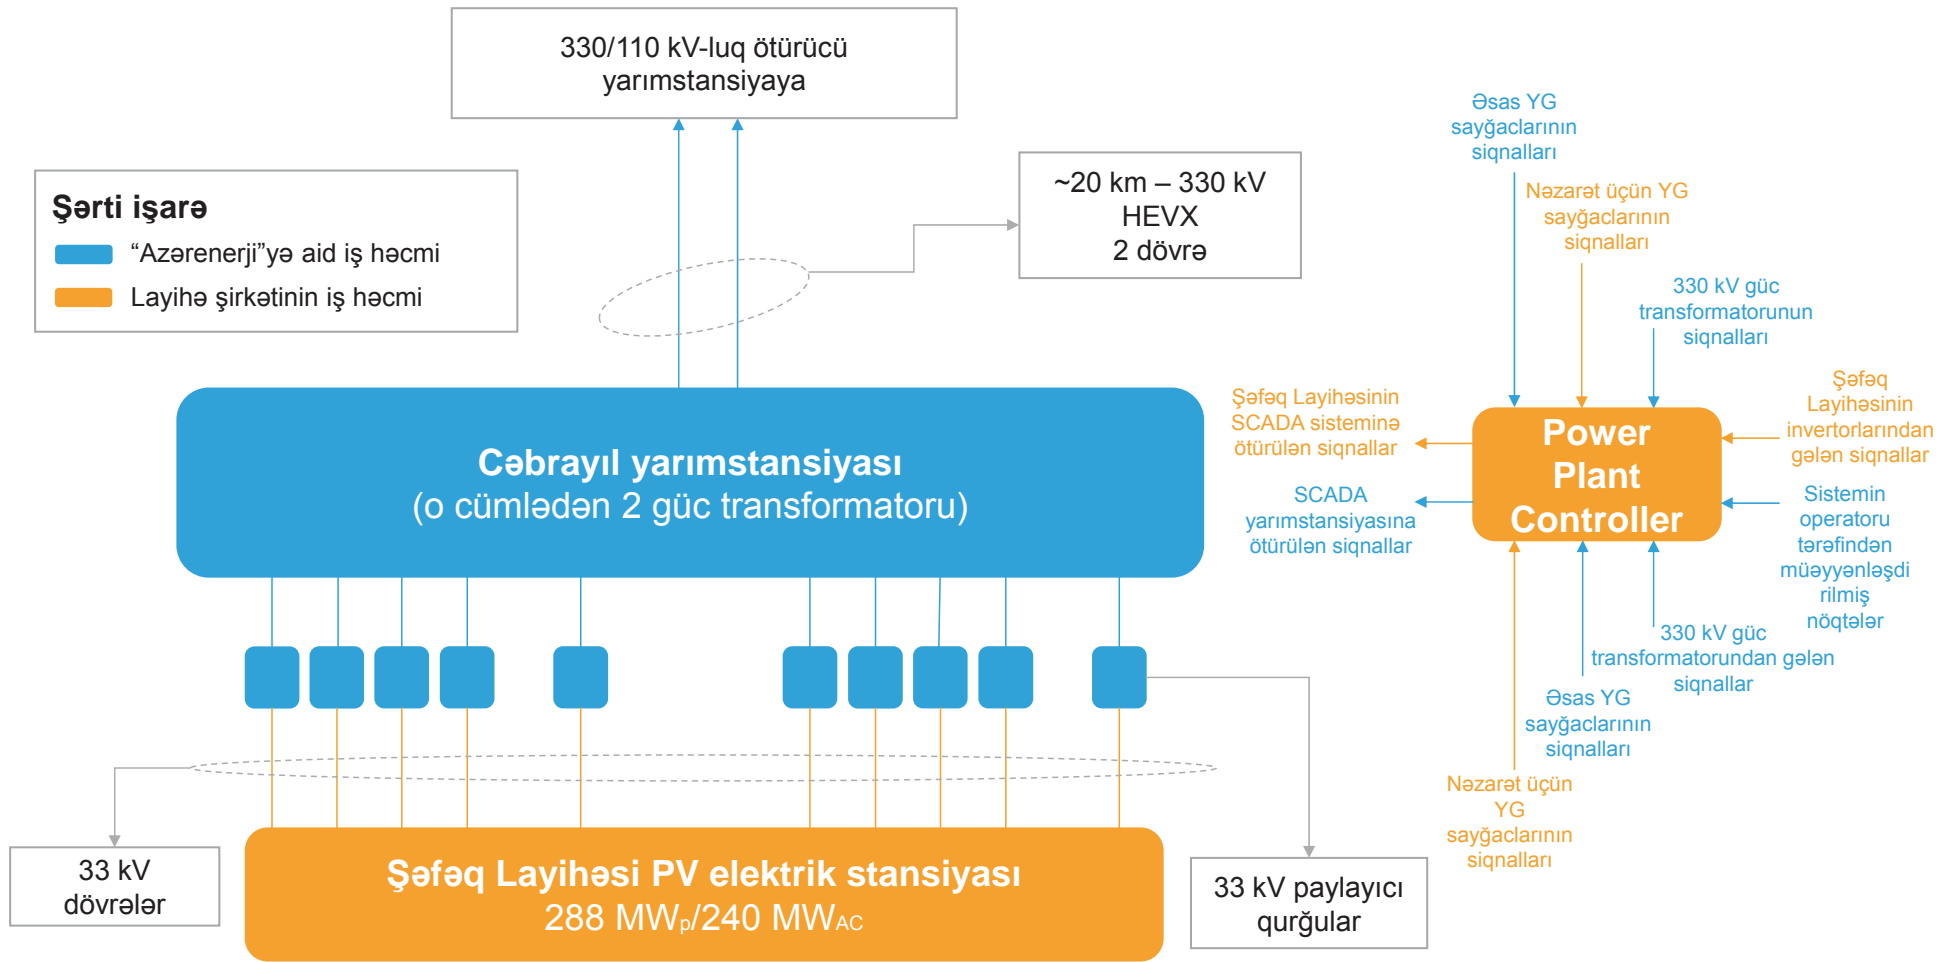 330/110 kV-luq ötürücü
yarımstansiyaya
~20 km – 330 kV
HEVX
2 dövrə
Şərti işarə
“Azərenerji”yə aid iş həcmi
Layihə şirkətinin iş həcmi
Cəbrayıl yarımstansiyası
(o cümlədən 2 güc transformatoru)
33 kV
dövrələr
Şəfəq Layihəsi PV elektrik stansiyası
288 MWp/240 MWAC
33 kV paylayıcı
qurğular
Əsas YG
sayğaclarının
siqnalları
Nəzarət üçün YG
sayğaclarının
siqnalları
330 kV güc
transformatorunun
siqnalları
Şəfəq Layihəsinin
SCADA sisteminə
ötürülən siqnallar
SCADA
yarımstansiyasına
ötürülən siqnallar
Power
Plant
Controller
Şəfəq
Layihəsinin
invertorlarından
gələn siqnallar
Sistemin
operatoru
tərəfindən
müəyyənləşdi
rilmiş
nöqtələr
330 kV güc
transformatorundan gələn
siqnallar
Əsas YG
sayğaclarının
siqnalları
Nəzarət üçün
YG
sayğaclarının
siqnalları